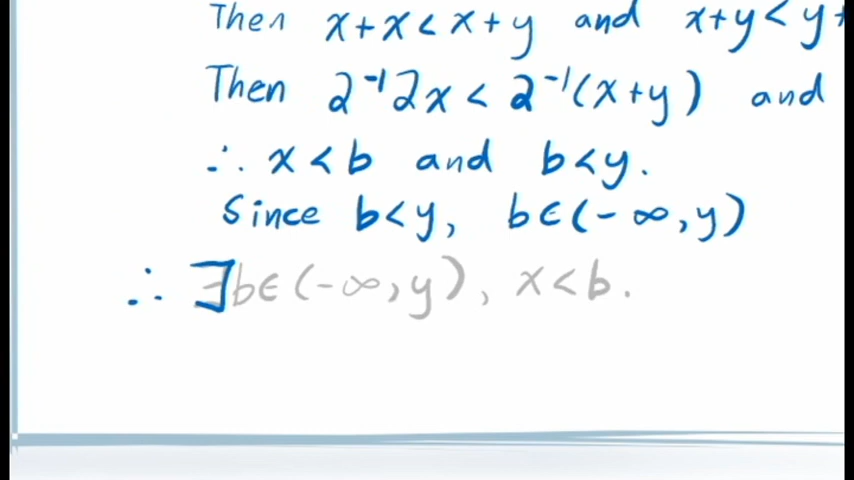 Then x+x<x+y and x+y<y+
Then 2⁻¹2x < 2⁻¹(x+y) and
∴ x<b and b<y.
Since b<y, b∈(-∞,y)
∴ ∃b∈(-∞,y), x<b.